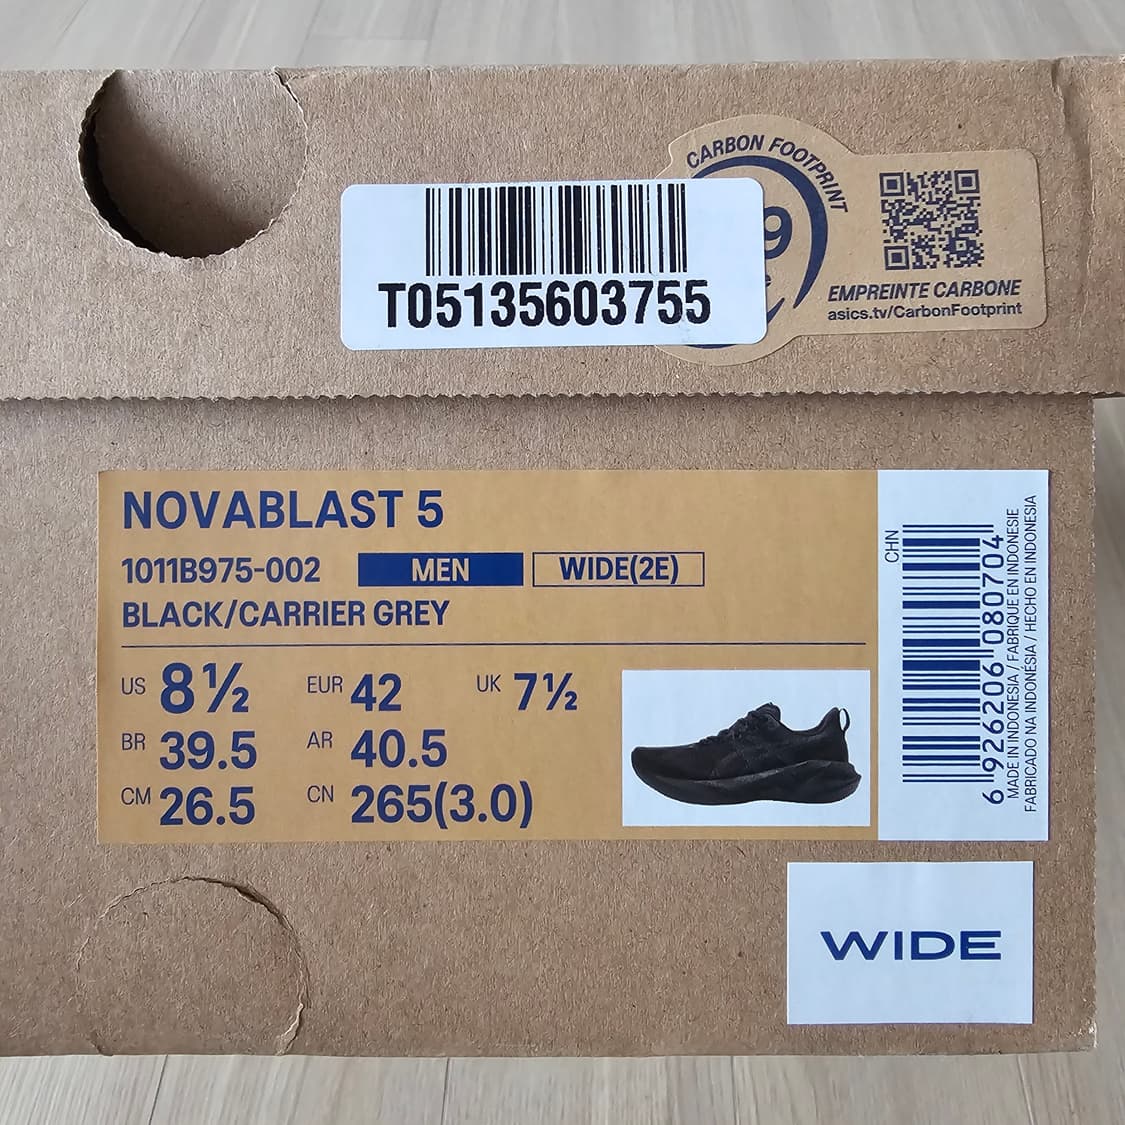 CARBON FOOTPRINT
T05135603755
EMPREINTE CARBONE
asics.tv/CarbonFootprint
NOVABLAST 5
1011B975-002 MEN WIDE(2E)
BLACK/CARRIER GREY
US 8½ EUR 42 UK 7½
BR 39.5 AR 40.5
CM 26.5 CN 265(3.0)
CHN
6 926206 080704
MADE IN INDONESIA / FABRIQUE EN INDONESIE
FABRICADO NA INDONÉSIA / HECHO EN INDONESIA
WIDE